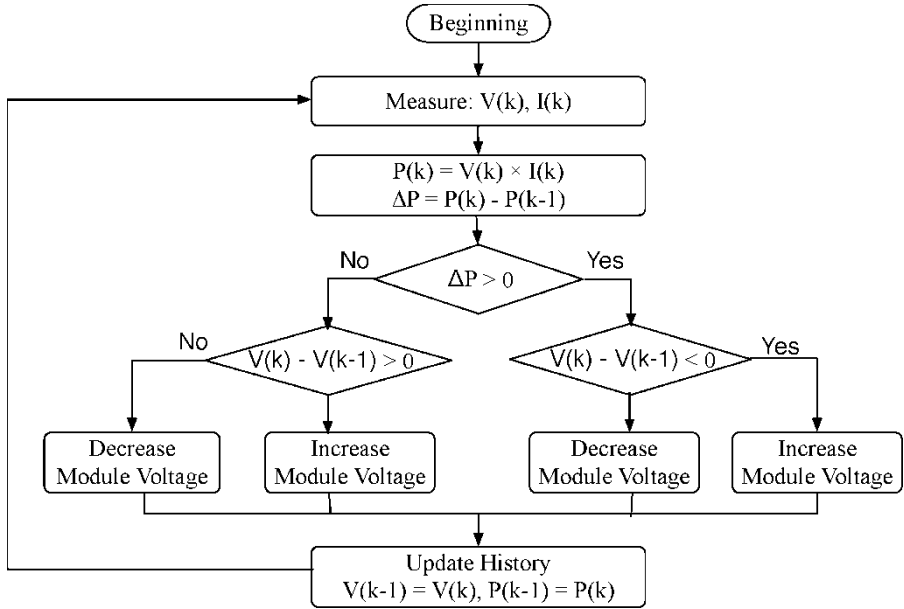 Beginning
Measure: V(k), I(k)
P(k) = V(k) × I(k)
ΔP = P(k) - P(k-1)
No
ΔP > 0
Yes
No
V(k) - V(k-1) > 0
V(k) - V(k-1) < 0
Yes
Decrease
Module Voltage
Increase
Module Voltage
Decrease
Module Voltage
Increase
Module Voltage
Update History
V(k-1) = V(k), P(k-1) = P(k)